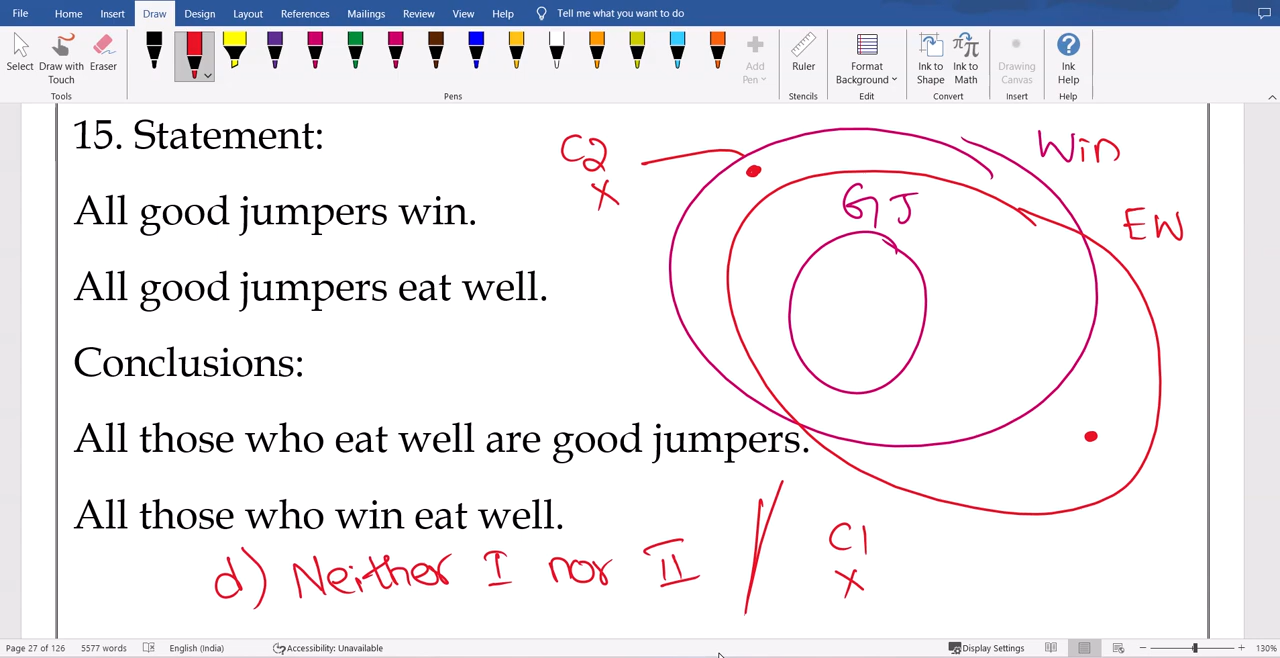 File Home Insert Draw Design Layout References Mailings Review View Help Tell me what you want to do
Select Draw with Touch Eraser Add Pen Ruler Format Background Ink to Shape Ink to Math Drawing Canvas Ink Help
Tools Pens Stencils Edit Convert Insert Help
15. Statement:
All good jumpers win.
All good jumpers eat well.
Conclusions:
All those who eat well are good jumpers.
All those who win eat well.
d) Neither I nor II
C2
X
Win
GJ
EW
C1
X
Page 27 of 126 5577 words English (India) Accessibility: Unavailable Display Settings 130%